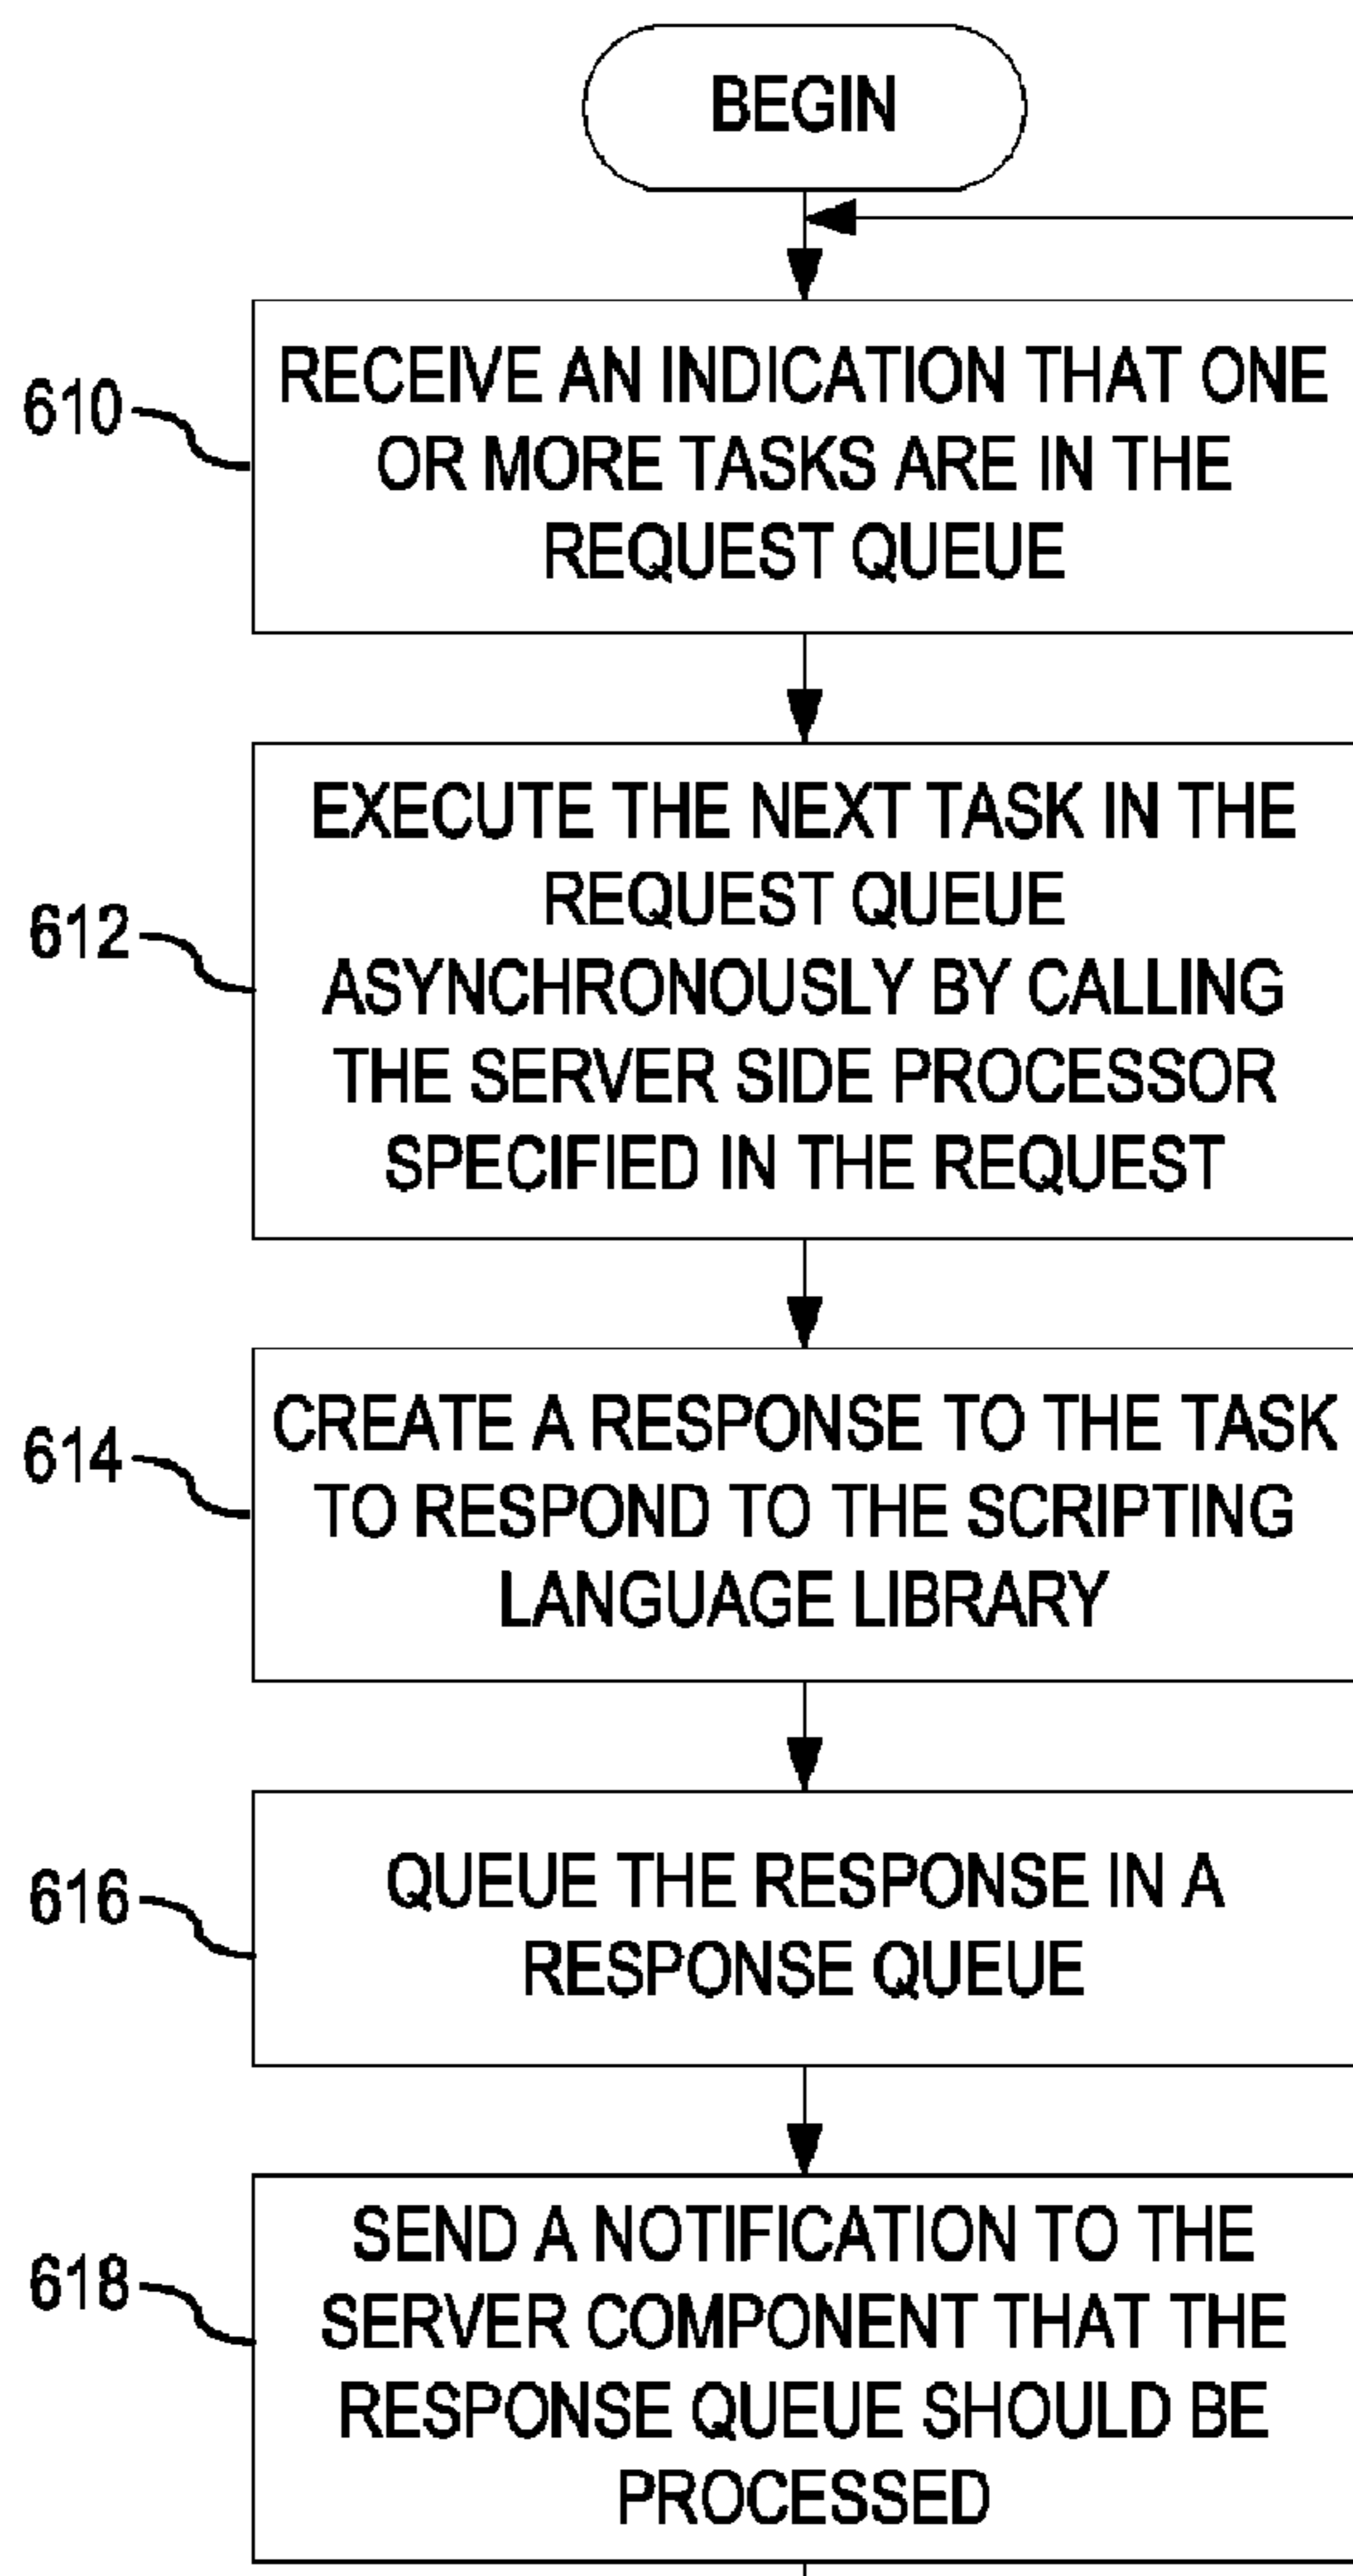 BEGIN
610
RECEIVE AN INDICATION THAT ONE
OR MORE TASKS ARE IN THE
REQUEST QUEUE
612
EXECUTE THE NEXT TASK IN THE
REQUEST QUEUE
ASYNCHRONOUSLY BY CALLING
THE SERVER SIDE PROCESSOR
SPECIFIED IN THE REQUEST
614
CREATE A RESPONSE TO THE TASK
TO RESPOND TO THE SCRIPTING
LANGUAGE LIBRARY
616
QUEUE THE RESPONSE IN A
RESPONSE QUEUE
618
SEND A NOTIFICATION TO THE
SERVER COMPONENT THAT THE
RESPONSE QUEUE SHOULD BE
PROCESSED